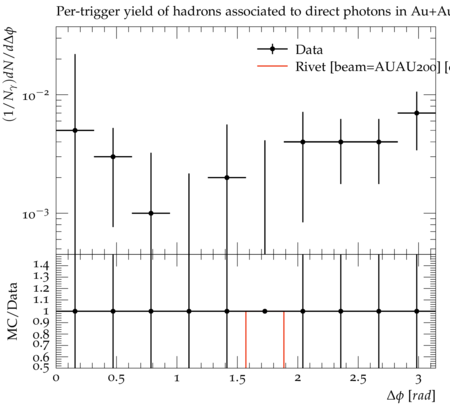 Per-trigger yield of hadrons associated to direct photons in Au+Au
(1/Nγ)dN/dΔϕ
Data
Rivet [beam=AUAU200] [
10⁻²
10⁻³
MC/Data
1.4
1.3
1.2
1.1
1
0.9
0.8
0.7
0.6
0.5
0 0.5 1 1.5 2 2.5 3
Δϕ [rad]